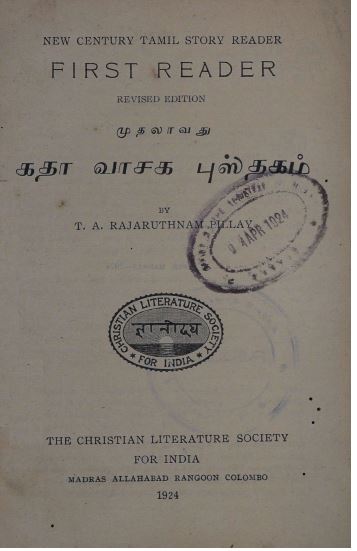 NEW CENTURY TAMIL STORY READER
FIRST READER
REVISED EDITION
முதலாவது
கதா வாசக புஸ்தகம்
BY
T. A. RAJARUTHNAM PILLAY
4 APR 1924
CHRISTIAN LITERATURE SOCIETY
FOR INDIA
THE CHRISTIAN LITERATURE SOCIETY
FOR INDIA
MADRAS ALLAHABAD RANGOON COLOMBO
1924